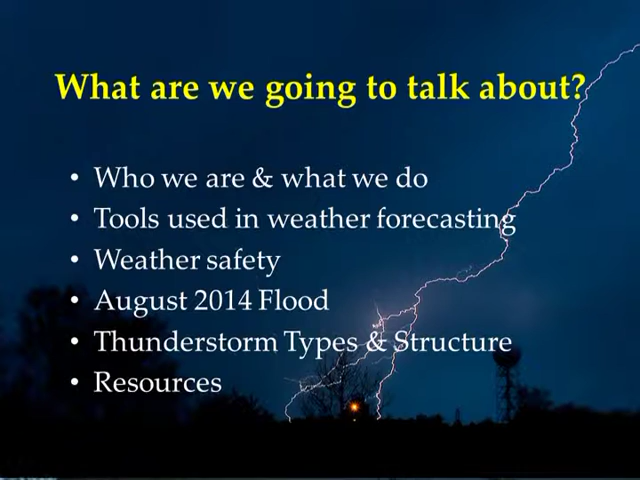 What are we going to talk about?
• Who we are & what we do
• Tools used in weather forecasting
• Weather safety
• August 2014 Flood
• Thunderstorm Types & Structure
• Resources